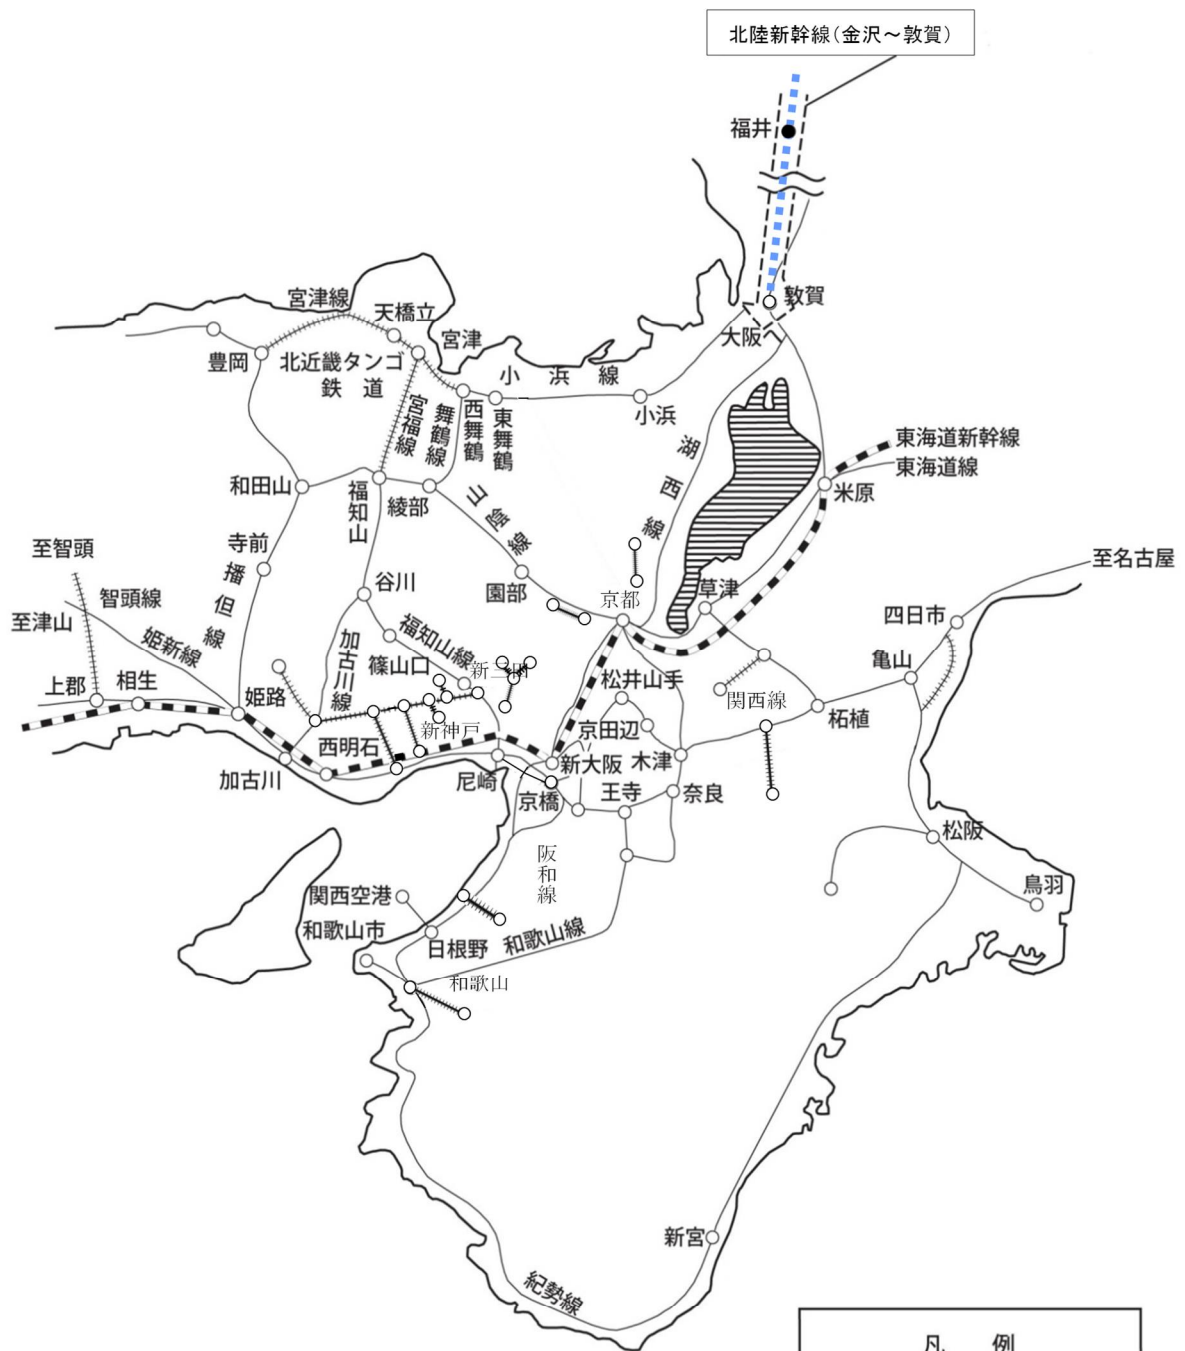 北陸新幹線（金沢～敦賀）
福井
敦賀
大阪
宮津線
天橋立
宮津
豊岡
北近畿タンゴ
鉄道
小浜線
小浜
宮福線
舞鶴線
西舞鶴
東舞鶴
湖西線
東海道新幹線
東海道線
米原
和田山
福知山
綾部
山陰線
寺前
播但線
至智頭
智頭線
至津山
姫新線
谷川
園部
京都
草津
至名古屋
四日市
亀山
加古川線
福知山線
篠山口
新三田
松井山手
関西線
柘植
上郡
相生
姫路
西明石
新神戸
京田辺
新大阪
木津
加古川
尼崎
京橋
王寺
奈良
松阪
阪和線
鳥羽
関西空港
和歌山市
日根野
和歌山線
和歌山
新宮
紀勢線
凡例